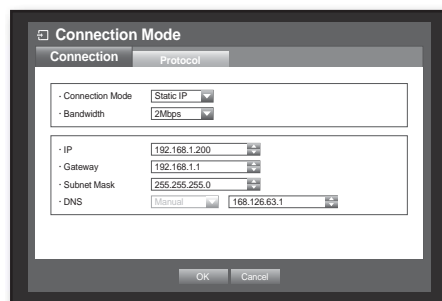 Connection Mode
Connection Protocol
· Connection Mode Static IP
· Bandwidth 2Mbps
· IP 192.168.1.200
· Gateway 192.168.1.1
· Subnet Mask 255.255.255.0
· DNS Manual 168.126.63.1
OK Cancel